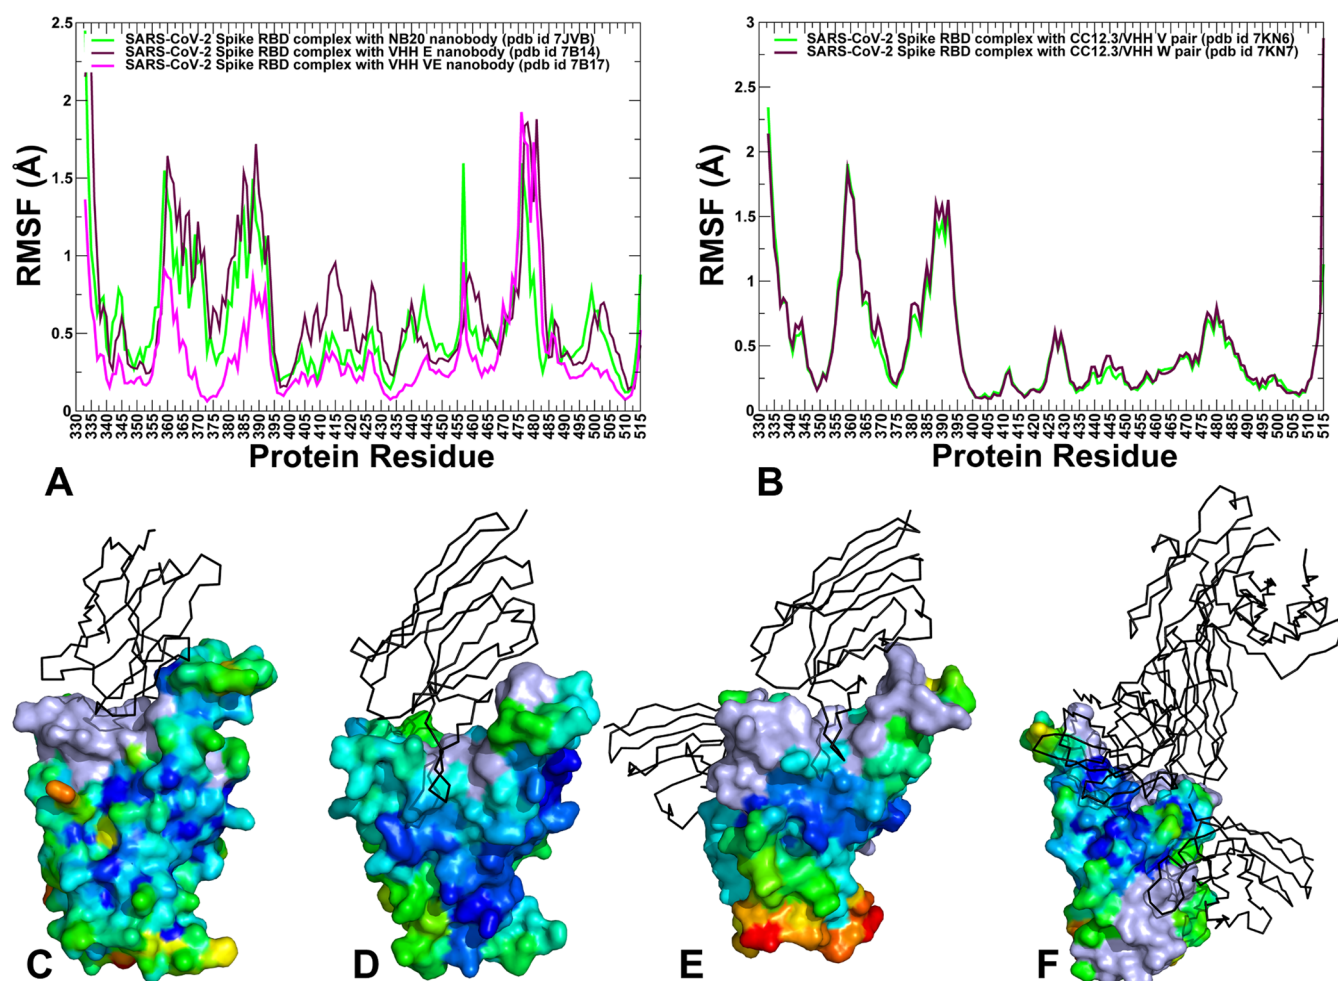 2.5
2
1.5
1
0.5
0
RMSF (Å)
SARS-CoV-2 Spike RBD complex with NB20 nanobody (pdb id 7JVB)
SARS-CoV-2 Spike RBD complex with VHH E nanobody (pdb id 7B14)
SARS-CoV-2 Spike RBD complex with VHH VE nanobody (pdb id 7B17)
330 335 340 345 350 355 360 365 370 375 380 385 390 395 400 405 410 415 420 425 430 435 440 445 450 455 460 465 470 475 480 485 490 495 500 505 510 515
Protein Residue
A
3
2.5
2
1.5
1
0.5
0
RMSF (Å)
SARS-CoV-2 Spike RBD complex with CC12.3/VHH V pair (pdb id 7KN6)
SARS-CoV-2 Spike RBD complex with CC12.3/VHH W pair (pdb id 7KN7)
330 335 340 345 350 355 360 365 370 375 380 385 390 395 400 405 410 415 420 425 430 435 440 445 450 455 460 465 470 475 480 485 490 495 500 505 510 515
Protein Residue
B
C
D
E
F